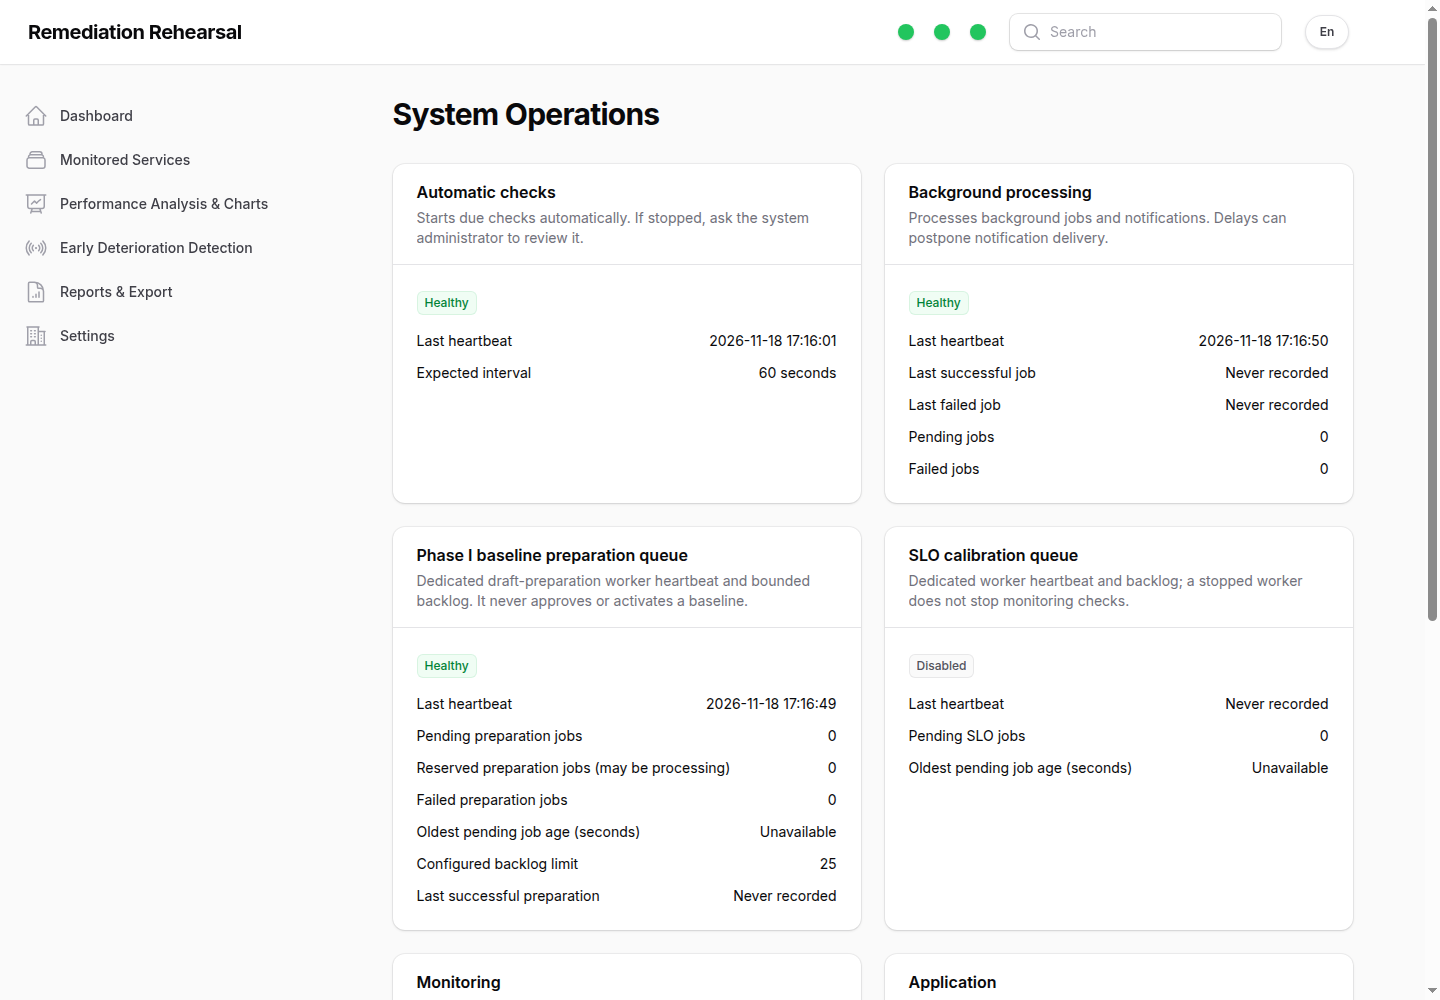 Remediation Rehearsal
Search
En
Dashboard
Monitored Services
Performance Analysis & Charts
Early Deterioration Detection
Reports & Export
Settings
System Operations
Automatic checks
Starts due checks automatically. If stopped, ask the system
administrator to review it.
Healthy
Last heartbeat 2026-11-18 17:16:01
Expected interval 60 seconds
Background processing
Processes background jobs and notifications. Delays can
postpone notification delivery.
Healthy
Last heartbeat 2026-11-18 17:16:50
Last successful job Never recorded
Last failed job Never recorded
Pending jobs 0
Failed jobs 0
Phase I baseline preparation queue
Dedicated draft-preparation worker heartbeat and bounded
backlog. It never approves or activates a baseline.
Healthy
Last heartbeat 2026-11-18 17:16:49
Pending preparation jobs 0
Reserved preparation jobs (may be processing) 0
Failed preparation jobs 0
Oldest pending job age (seconds) Unavailable
Configured backlog limit 25
Last successful preparation Never recorded
SLO calibration queue
Dedicated worker heartbeat and backlog; a stopped worker
does not stop monitoring checks.
Disabled
Last heartbeat Never recorded
Pending SLO jobs 0
Oldest pending job age (seconds) Unavailable
Monitoring
Application